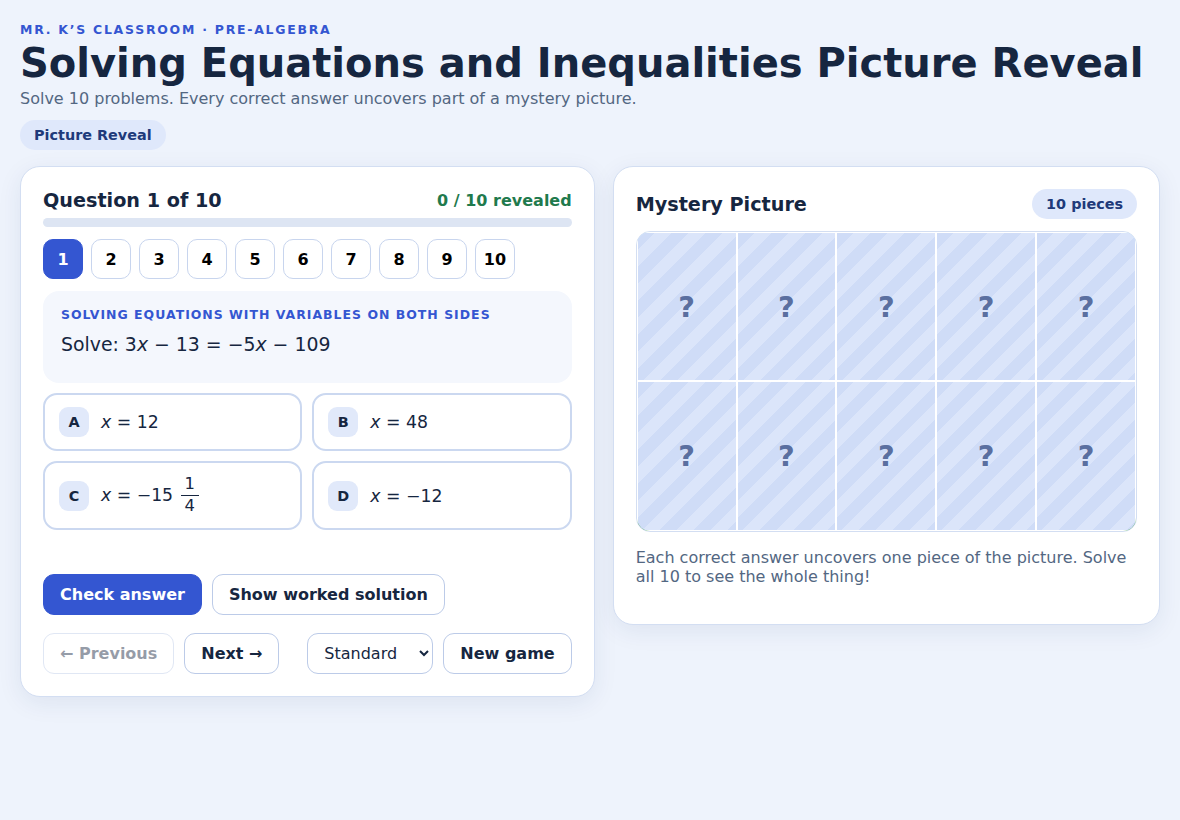 MR. K’S CLASSROOM · PRE-ALGEBRA
Solving Equations and Inequalities Picture Reveal
Solve 10 problems. Every correct answer uncovers part of a mystery picture.
Picture Reveal
Question 1 of 10
0 / 10 revealed
1 2 3 4 5 6 7 8 9 10
SOLVING EQUATIONS WITH VARIABLES ON BOTH SIDES
Solve: 3x − 13 = −5x − 109
A x = 12
B x = 48
C x = −15 1/4
D x = −12
Check answer
Show worked solution
← Previous
Next →
Standard
New game
Mystery Picture
10 pieces
? ? ? ? ?
? ? ? ? ?
Each correct answer uncovers one piece of the picture. Solve
all 10 to see the whole thing!